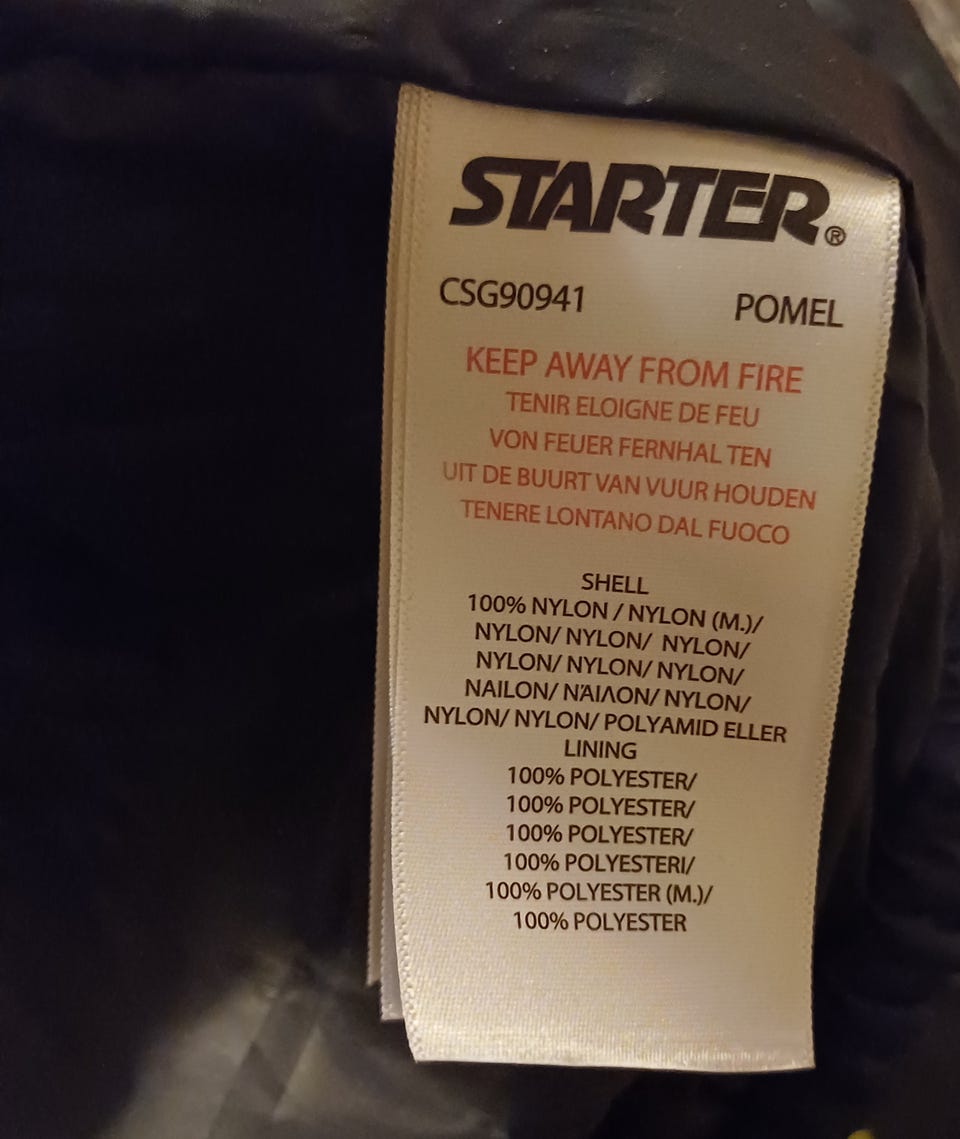 STARTER®
CSG90941 POMEL
KEEP AWAY FROM FIRE
TENIR ELOIGNE DE FEU
VON FEUER FERNHAL TEN
UIT DE BUURT VAN VUUR HOUDEN
TENERE LONTANO DAL FUOCO
SHELL
100% NYLON / NYLON (M.)/
NYLON/ NYLON/ NYLON/
NYLON/ NYLON/ NYLON/
NAILON/ ΝΆΙΛΟΝ/ NYLON/
NYLON/ NYLON/ POLYAMID ELLER
LINING
100% POLYESTER/
100% POLYESTER/
100% POLYESTER/
100% POLYESTERI/
100% POLYESTER (M.)/
100% POLYESTER